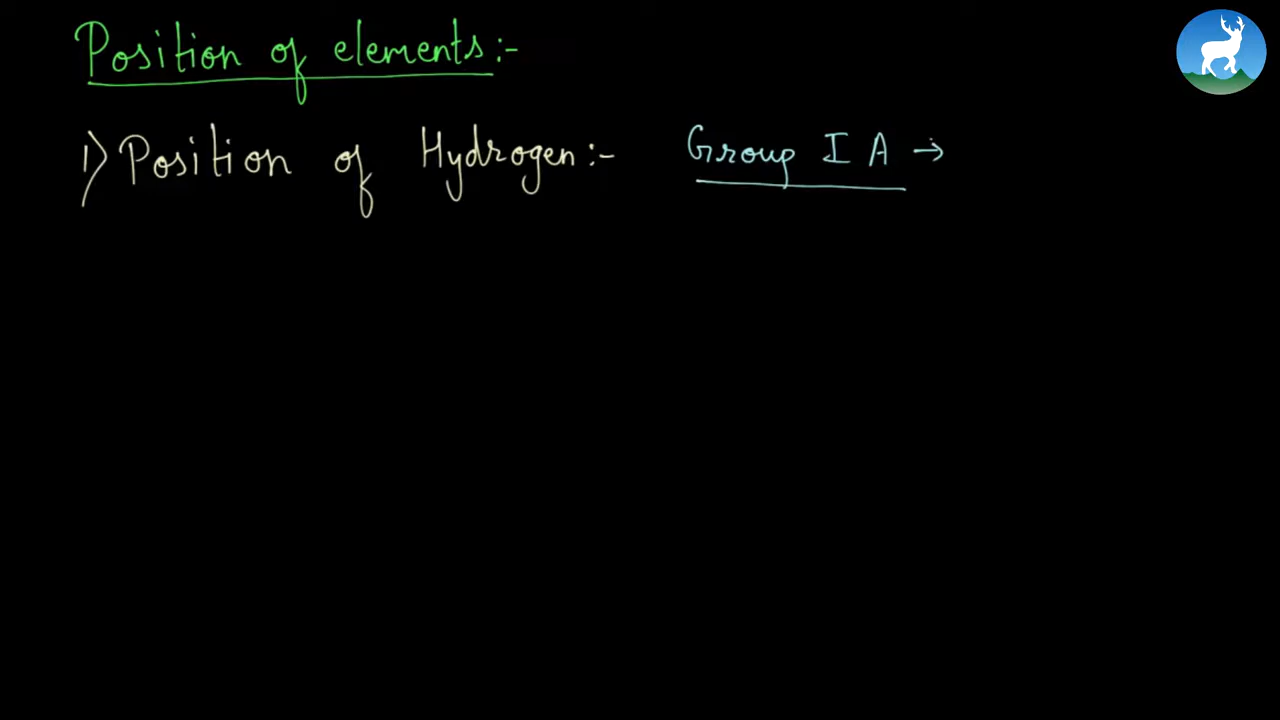 Position of elements:-
1) Position of Hydrogen:- Group I A →